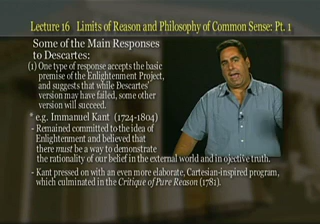 Lecture 16 Limits of Reason and Philosophy of Common Sense: Pt. 1
Some of the Main Responses
to Descartes:
(1) One type of response accepts the basic
premise of the Enlightenment Project,
and suggests that while Descartes'
version may have failed, some other
version will succeed.
* e.g. Immanuel Kant (1724-1804)
- Remained committed to the idea of
Enlightenment and believed that
there must be a way to demonstrate
the rationality of our belief in the external world and in ojective truth.
- Kant pressed on with an even more elaborate, Cartesian-inspired program,
which culminated in the Critique of Pure Reason (1781).